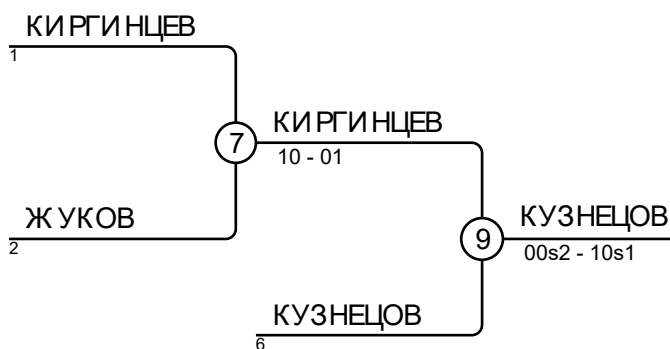 КИРГИНЦЕВ
1
7
КИРГИНЦЕВ
10 - 01
ЖУКОВ
2
9
КУЗНЕЦОВ
00s2 - 10s1
КУЗНЕЦОВ
6